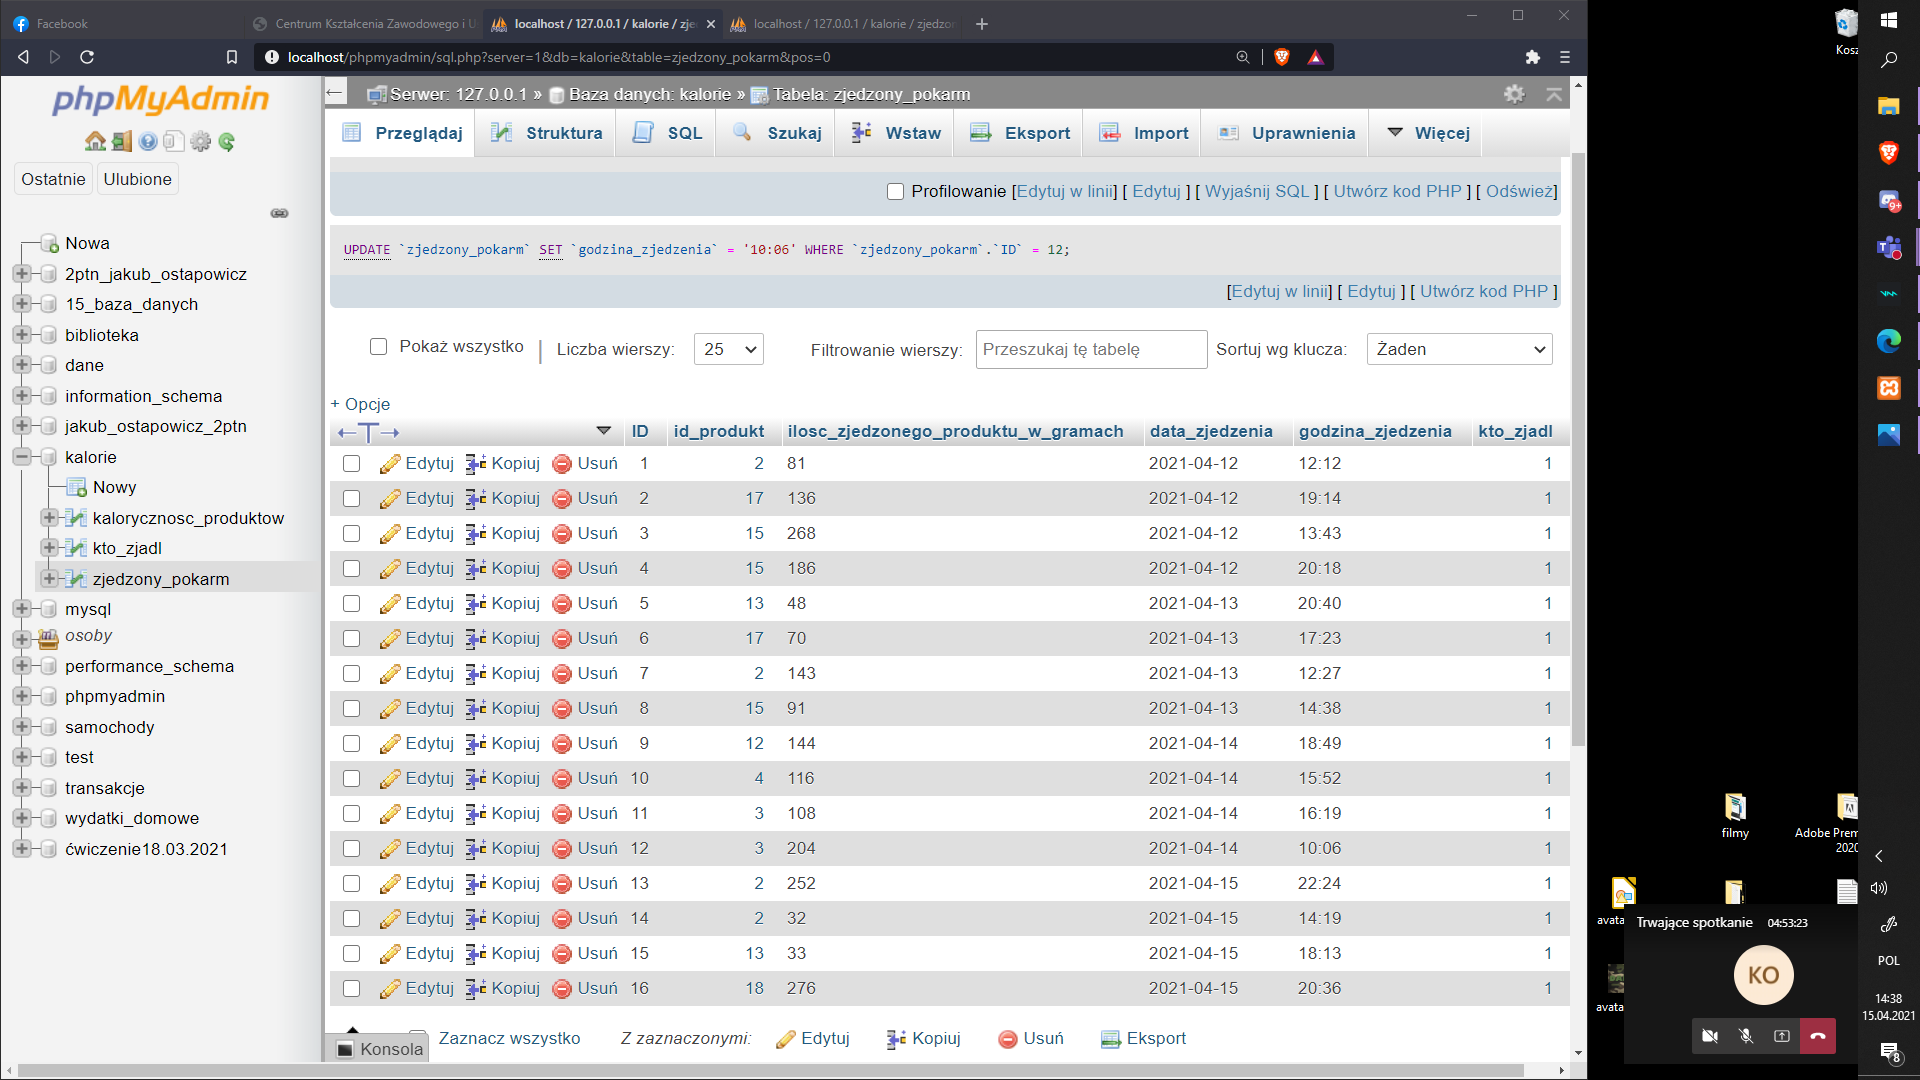 Facebook
Centrum Kształcenia Zawodowego i U
localhost / 127.0.0.1 / kalorie / zje
localhost / 127.0.0.1 / kalorie / zjedzon
localhost/phpmyadmin/sql.php?server=1&db=kalorie&table=zjedzony_pokarm&pos=0
phpMyAdmin
Ostatnie Ulubione
Nowa
2ptn_jakub_ostapowicz
15_baza_danych
biblioteka
dane
information_schema
jakub_ostapowicz_2ptn
kalorie
Nowy
kalorycznosc_produktow
kto_zjadl
zjedzony_pokarm
mysql
osoby
performance_schema
phpmyadmin
samochody
test
transakcje
wydatki_domowe
ćwiczenie18.03.2021
Serwer: 127.0.0.1 » Baza danych: kalorie » Tabela: zjedzony_pokarm
Przeglądaj Struktura SQL Szukaj Wstaw Eksport Import Uprawnienia Więcej
Profilowanie [Edytuj w linii] [ Edytuj ] [ Wyjaśnij SQL ] [ Utwórz kod PHP ] [ Odśwież]
UPDATE `zjedzony_pokarm` SET `godzina_zjedzenia` = '10:06' WHERE `zjedzony_pokarm`.`ID` = 12;
[Edytuj w linii] [ Edytuj ] [ Utwórz kod PHP ]
Pokaż wszystko | Liczba wierszy: 25 Filtrowanie wierszy: Przeszukaj tę tabelę Sortuj wg klucza: Żaden
+ Opcje
←T→ ID id_produkt ilosc_zjedzonego_produktu_w_gramach data_zjedzenia godzina_zjedzenia kto_zjadl
Edytuj Kopiuj Usuń 1 2 81 2021-04-12 12:12 1
Edytuj Kopiuj Usuń 2 17 136 2021-04-12 19:14 1
Edytuj Kopiuj Usuń 3 15 268 2021-04-12 13:43 1
Edytuj Kopiuj Usuń 4 15 186 2021-04-12 20:18 1
Edytuj Kopiuj Usuń 5 13 48 2021-04-13 20:40 1
Edytuj Kopiuj Usuń 6 17 70 2021-04-13 17:23 1
Edytuj Kopiuj Usuń 7 2 143 2021-04-13 12:27 1
Edytuj Kopiuj Usuń 8 15 91 2021-04-13 14:38 1
Edytuj Kopiuj Usuń 9 12 144 2021-04-14 18:49 1
Edytuj Kopiuj Usuń 10 4 116 2021-04-14 15:52 1
Edytuj Kopiuj Usuń 11 3 108 2021-04-14 16:19 1
Edytuj Kopiuj Usuń 12 3 204 2021-04-14 10:06 1
Edytuj Kopiuj Usuń 13 2 252 2021-04-15 22:24 1
Edytuj Kopiuj Usuń 14 2 32 2021-04-15 14:19 1
Edytuj Kopiuj Usuń 15 13 33 2021-04-15 18:13 1
Edytuj Kopiuj Usuń 16 18 276 2021-04-15 20:36 1
Zaznacz wszystko Z zaznaczonymi: Edytuj Kopiuj Usuń Eksport
Konsola
Kosz
filmy
Adobe Prem
2020
avata
avata
Trwające spotkanie 04:53:23
KO
9+
POL
14:38
15.04.2021
8